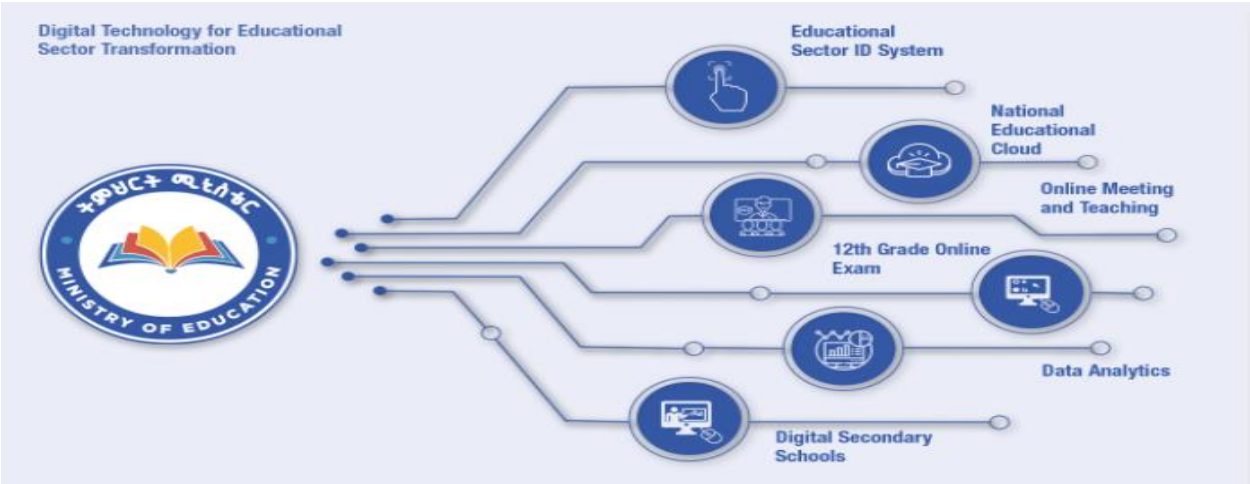 Digital Technology for Educational
Sector Transformation
Educational
Sector ID System
National
Educational
Cloud
Online Meeting
and Teaching
12th Grade Online
Exam
Data Analytics
Digital Secondary
Schools
ትምህርት ሚኒስቴር
MINISTRY OF EDUCATION